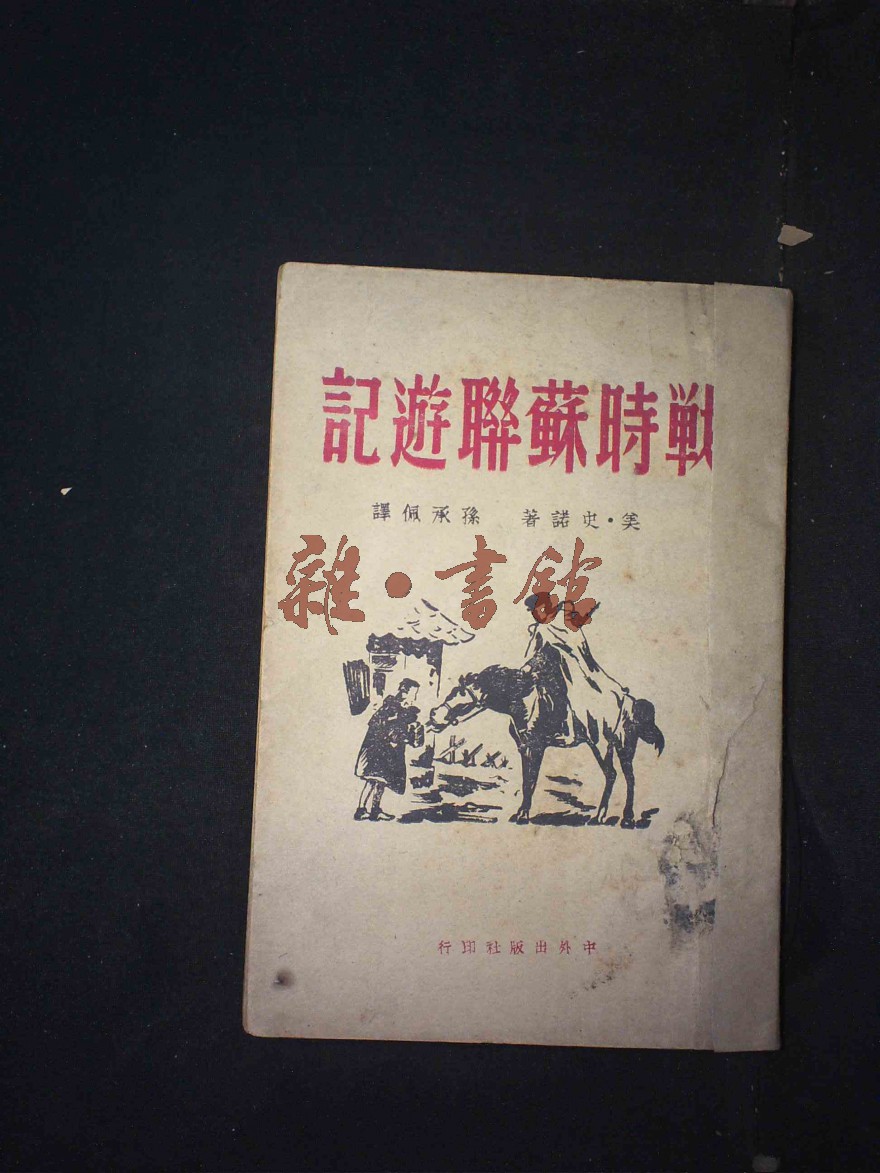 戦時蘇聯遊記
美·史諾著 孫承佩譯
雜·書館
中外出版社印行